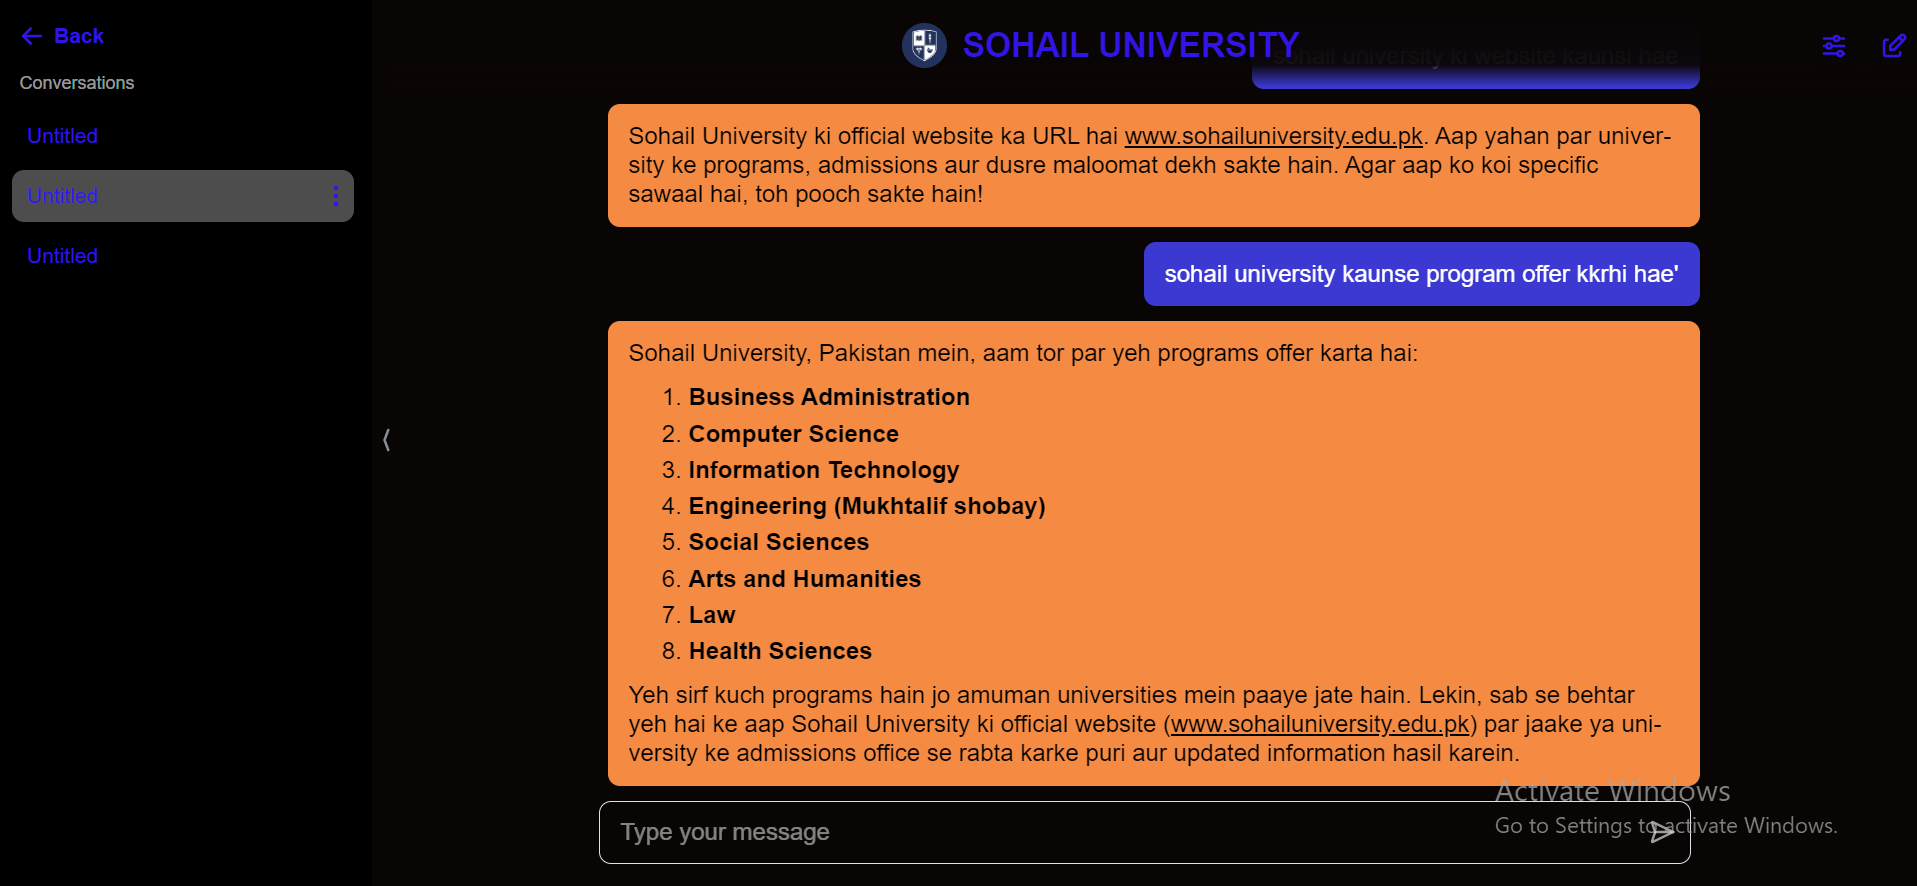 Back
Conversations
Untitled
Untitled
Untitled
SOHAIL UNIVERSITY
sohail university ki website kaunsi hae
Sohail University ki official website ka URL hai www.sohailuniversity.edu.pk. Aap yahan par univer-
sity ke programs, admissions aur dusre maloomat dekh sakte hain. Agar aap ko koi specific
sawaal hai, toh pooch sakte hain!
sohail university kaunse program offer kkrhi hae'
Sohail University, Pakistan mein, aam tor par yeh programs offer karta hai:
1. Business Administration
2. Computer Science
3. Information Technology
4. Engineering (Mukhtalif shobay)
5. Social Sciences
6. Arts and Humanities
7. Law
8. Health Sciences
Yeh sirf kuch programs hain jo amuman universities mein paaye jate hain. Lekin, sab se behtar
yeh hai ke aap Sohail University ki official website (www.sohailuniversity.edu.pk) par jaake ya uni-
versity ke admissions office se rabta karke puri aur updated information hasil karein.
Type your message
Activate Windows
Go to Settings to activate Windows.